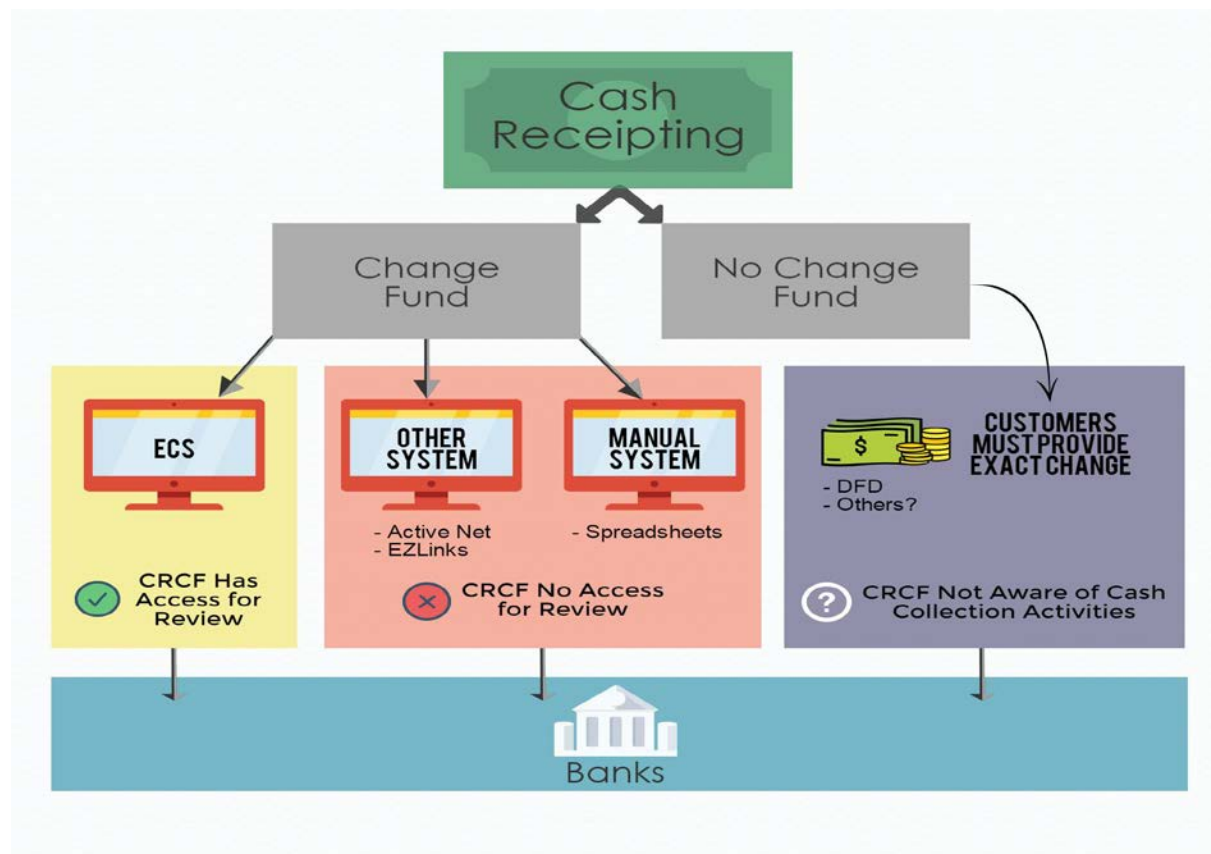 Cash
Receipting
Change
Fund
No Change
Fund
ECS
CRCF Has
Access for
Review
OTHER
SYSTEM
- Active Net
- EZLinks
MANUAL
SYSTEM
- Spreadsheets
CRCF No Access
for Review
$
- DFD
- Others?
CUSTOMERS
MUST PROVIDE
EXACT CHANGE
?
CRCF Not Aware of Cash
Collection Activities
Banks